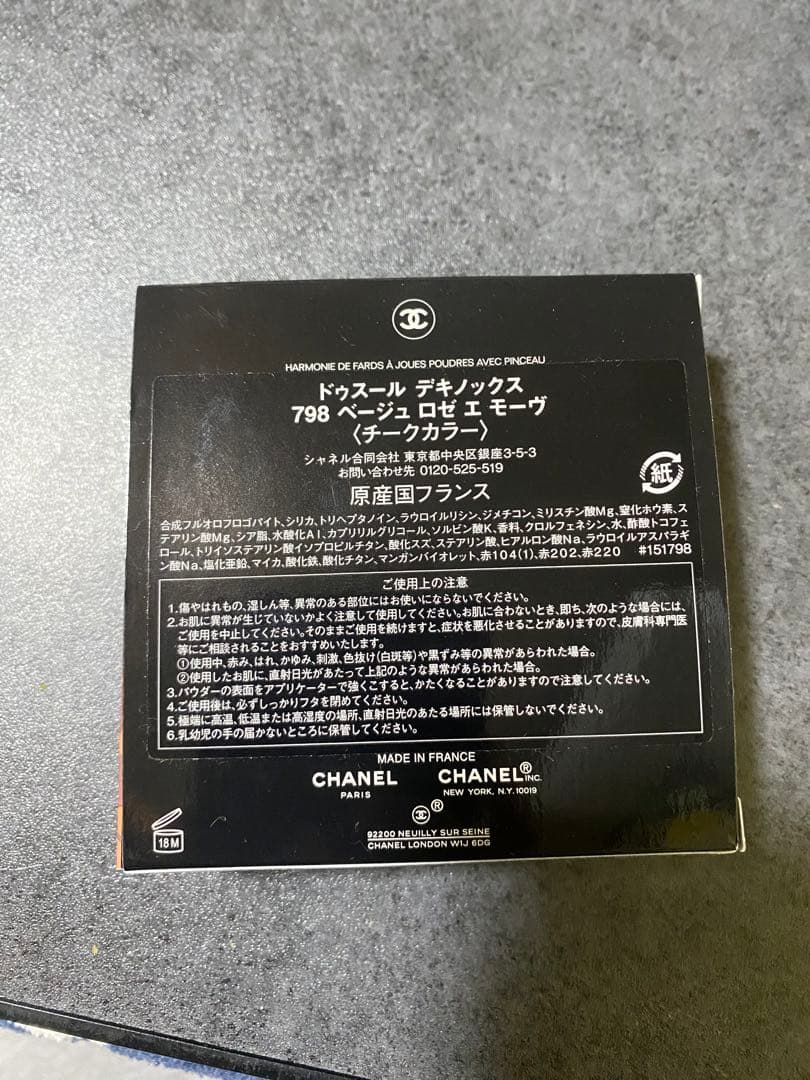 HARMONIE DE FARDS À JOUES POUDRES AVEC PINCEAU
ドゥスール デキノックス
798 ベージュ ロゼ エ モーヴ
〈チークカラー〉
シャネル合同会社 東京都中央区銀座3-5-3
お問い合わせ先 0120-525-519
原産国フランス
紙
合成フルオロフロゴパイト、シリカ、トリヘプタノイン、ラウロイルリシン、ジメチコン、ミリスチン酸Mg、窒化ホウ素、ス
テアリン酸Mg、シア脂、水酸化Al、カプリリルグリコール、ソルビン酸K、香料、クロルフェネシン、水、酢酸トコフェ
ロール、トリイソステアリン酸イソプロピルチタン、酸化スズ、ステアリン酸、ヒアルロン酸Na、ラウロイルアスパラギ
ン酸Na、塩化亜鉛、マイカ、酸化鉄、酸化チタン、マンガンバイオレット、赤104(1)、赤202、赤220 #151798
ご使用上の注意
1.傷やはれもの、湿しん等、異常のある部位にはお使いにならないでください。
2.お肌に異常が生じていないかよく注意して使用してください。お肌に合わないとき、即ち、次のような場合には、
ご使用を中止してください。そのままご使用を続けますと、症状を悪化させることがありますので、皮膚科専門医
等にご相談されることをおすすめいたします。
①使用中、赤み、はれ、かゆみ、刺激、色抜け(白斑等)や黒ずみ等の異常があらわれた場合。
②使用したお肌に、直射日光があたって上記のような異常があらわれた場合。
3.パウダーの表面をアプリケーターで強くこすると、かたくなることがありますので注意してください。
4.ご使用後は、必ずしっかりフタを閉めてください。
5.極端に高温、低温または高湿度の場所、直射日光のあたる場所には保管しないでください。
6.乳幼児の手の届かないところに保管してください。
MADE IN FRANCE
CHANEL CHANEL® INC.
PARIS NEW YORK, N.Y. 10019
®
18 M
92200 NEUILLY SUR SEINE
CHANEL LONDON W1J 6DG